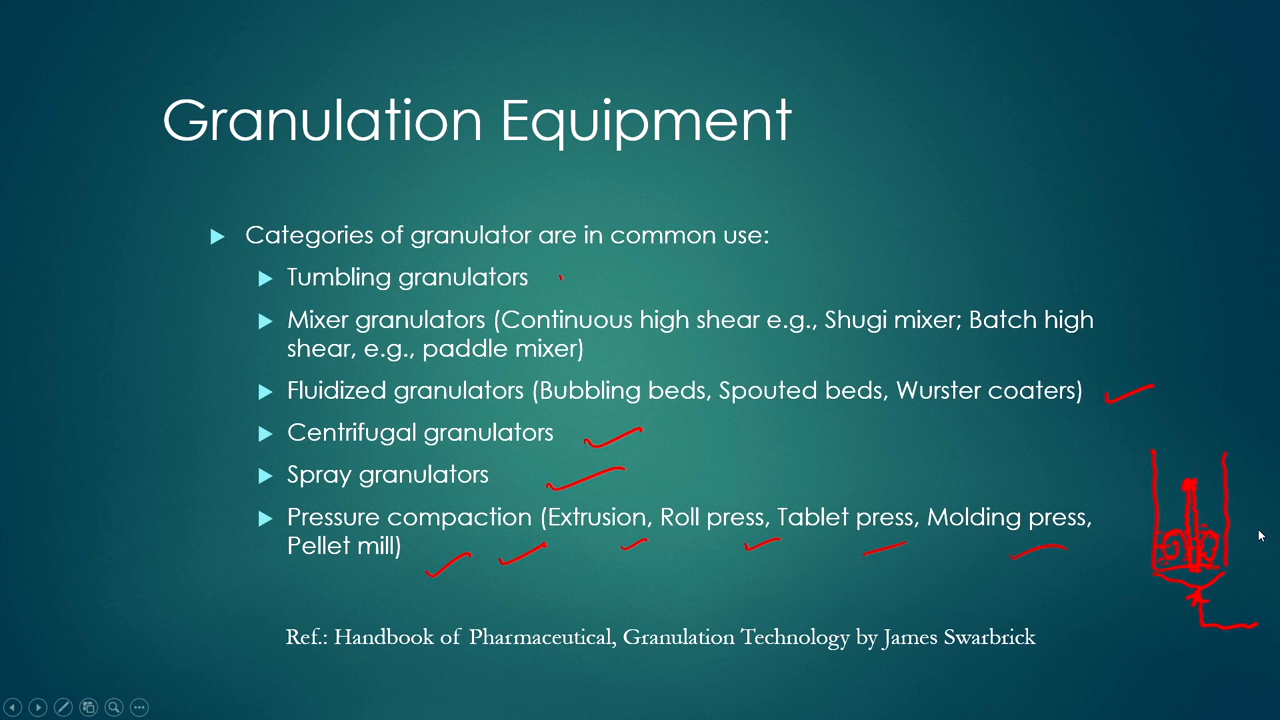 Granulation Equipment
Categories of granulator are in common use:
Tumbling granulators
Mixer granulators (Continuous high shear e.g., Shugi mixer; Batch high
shear, e.g., paddle mixer)
Fluidized granulators (Bubbling beds, Spouted beds, Wurster coaters)
Centrifugal granulators
Spray granulators
Pressure compaction (Extrusion, Roll press, Tablet press, Molding press,
Pellet mill)
Ref.: Handbook of Pharmaceutical, Granulation Technology by James Swarbrick